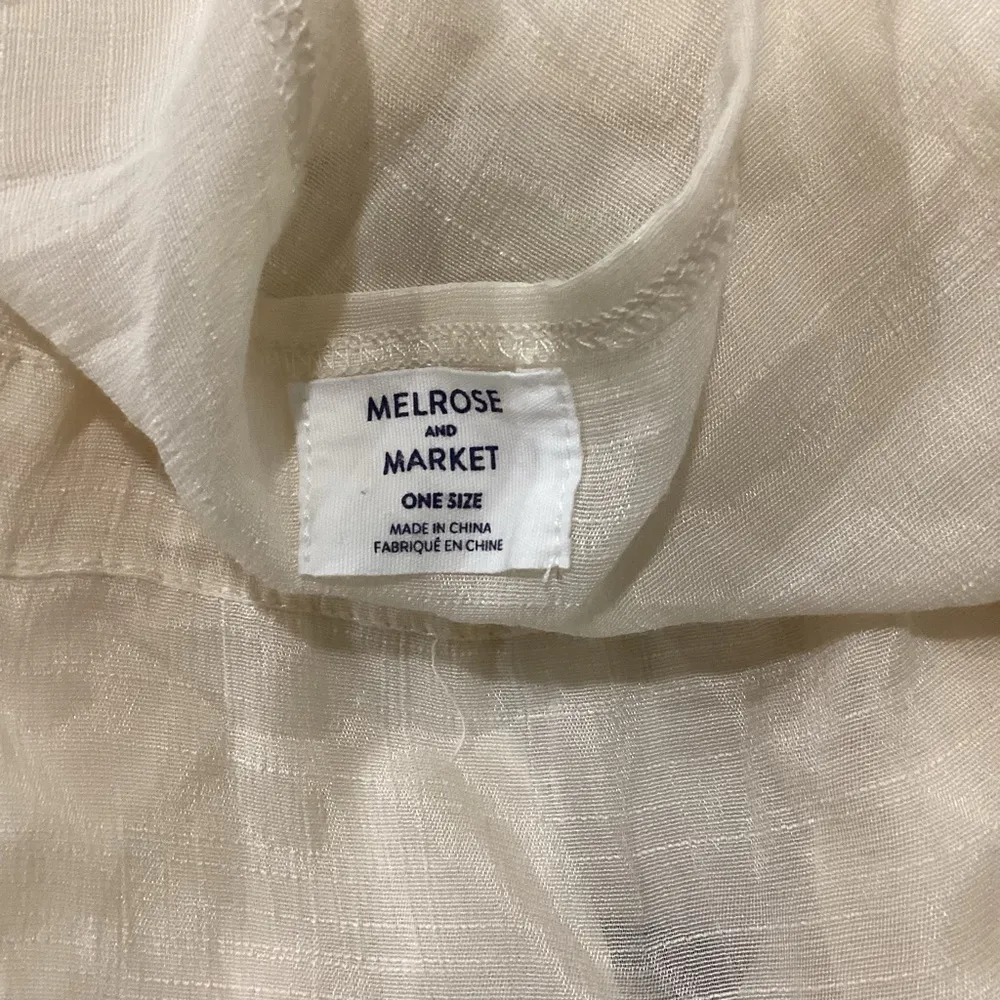 MELROSE
AND
MARKET
ONE SIZE
MADE IN CHINA
FABRIQUÉ EN CHINE